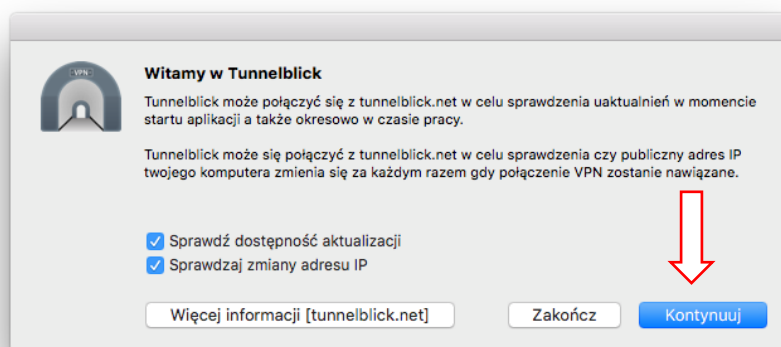 VPN
Witamy w Tunnelblick
Tunnelblick może połączyć się z tunnelblick.net w celu sprawdzenia uaktualnień w momencie
startu aplikacji a także okresowo w czasie pracy.
Tunnelblick może się połączyć z tunnelblick.net w celu sprawdzenia czy publiczny adres IP
twojego komputera zmienia się za każdym razem gdy połączenie VPN zostanie nawiązane.
Sprawdź dostępność aktualizacji
Sprawdzaj zmiany adresu IP
Więcej informacji [tunnelblick.net]
Zakończ
Kontynuuj